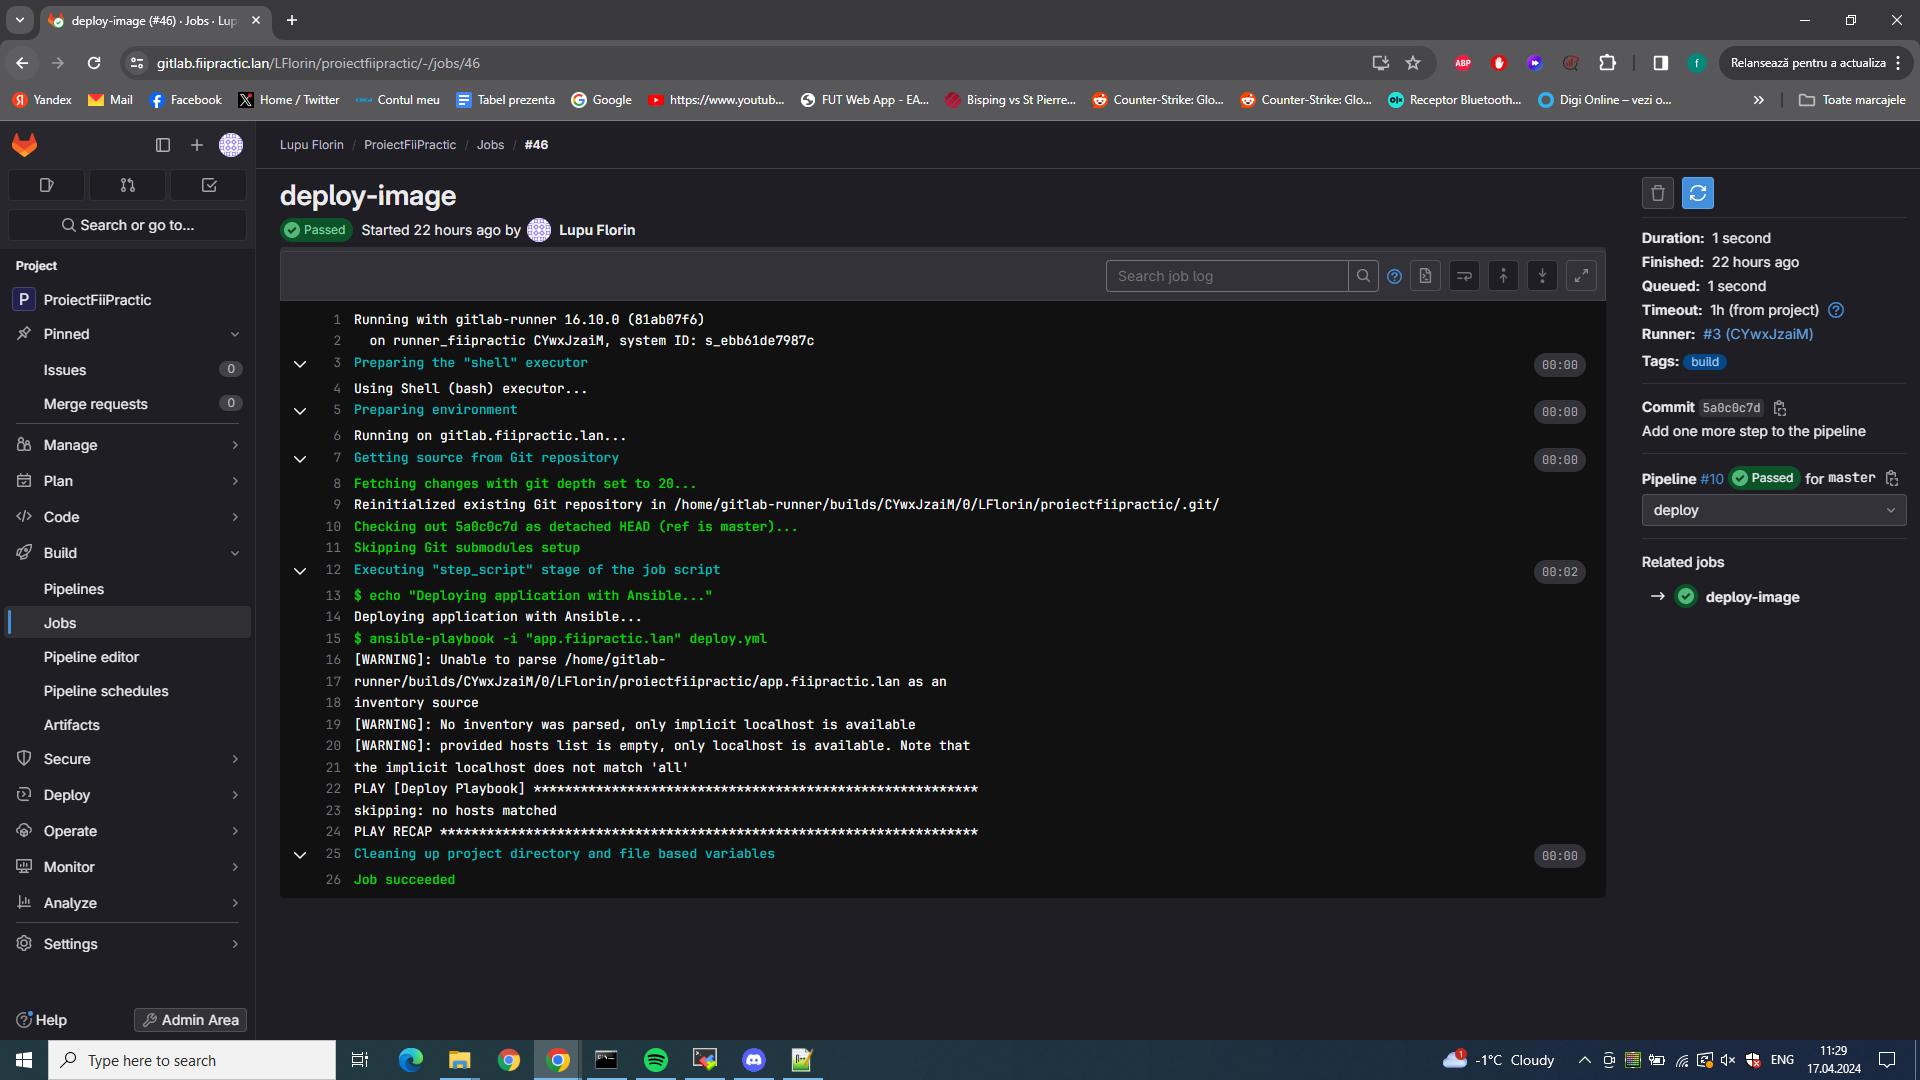 deploy-image (#46) · Jobs · Lup
gitlab.fiipractic.lan/LFlorin/proiectfiipractic/-/jobs/46
ABP
f
Relansează pentru a actualiza
Yandex
Mail
Facebook
Home / Twitter
Contul meu
Tabel prezenta
Google
https://www.youtub...
FUT Web App - EA...
Bisping vs St Pierre...
Counter-Strike: Glo...
Counter-Strike: Glo...
Receptor Bluetooth...
Digi Online – vezi o...
Toate marcajele
Search or go to...
Project
P ProiectFiiPractic
Pinned
Issues 0
Merge requests 0
Manage
Plan
Code
Build
Pipelines
Jobs
Pipeline editor
Pipeline schedules
Artifacts
Secure
Deploy
Operate
Monitor
Analyze
Settings
Help
Admin Area
Lupu Florin / ProiectFiiPractic / Jobs / #46
deploy-image
Passed Started 22 hours ago by Lupu Florin
Search job log
1 Running with gitlab-runner 16.10.0 (81ab07f6)
2 on runner_fiipractic CYwxJzaiM, system ID: s_ebb61de7987c
3 Preparing the "shell" executor 00:00
4 Using Shell (bash) executor...
5 Preparing environment 00:00
6 Running on gitlab.fiipractic.lan...
7 Getting source from Git repository 00:00
8 Fetching changes with git depth set to 20...
9 Reinitialized existing Git repository in /home/gitlab-runner/builds/CYwxJzaiM/0/LFlorin/proiectfiipractic/.git/
10 Checking out 5a0c0c7d as detached HEAD (ref is master)...
11 Skipping Git submodules setup
12 Executing "step_script" stage of the job script 00:02
13 $ echo "Deploying application with Ansible..."
14 Deploying application with Ansible...
15 $ ansible-playbook -i "app.fiipractic.lan" deploy.yml
16 [WARNING]: Unable to parse /home/gitlab-
17 runner/builds/CYwxJzaiM/0/LFlorin/proiectfiipractic/app.fiipractic.lan as an
18 inventory source
19 [WARNING]: No inventory was parsed, only implicit localhost is available
20 [WARNING]: provided hosts list is empty, only localhost is available. Note that
21 the implicit localhost does not match 'all'
22 PLAY [Deploy Playbook] *********************************************************
23 skipping: no hosts matched
24 PLAY RECAP *********************************************************************
25 Cleaning up project directory and file based variables 00:00
26 Job succeeded
Duration: 1 second
Finished: 22 hours ago
Queued: 1 second
Timeout: 1h (from project)
Runner: #3 (CYwxJzaiM)
Tags: build
Commit 5a0c0c7d
Add one more step to the pipeline
Pipeline #10 Passed for master
deploy
Related jobs
deploy-image
Type here to search
1
-1°C Cloudy
ENG
11:29
17.04.2024